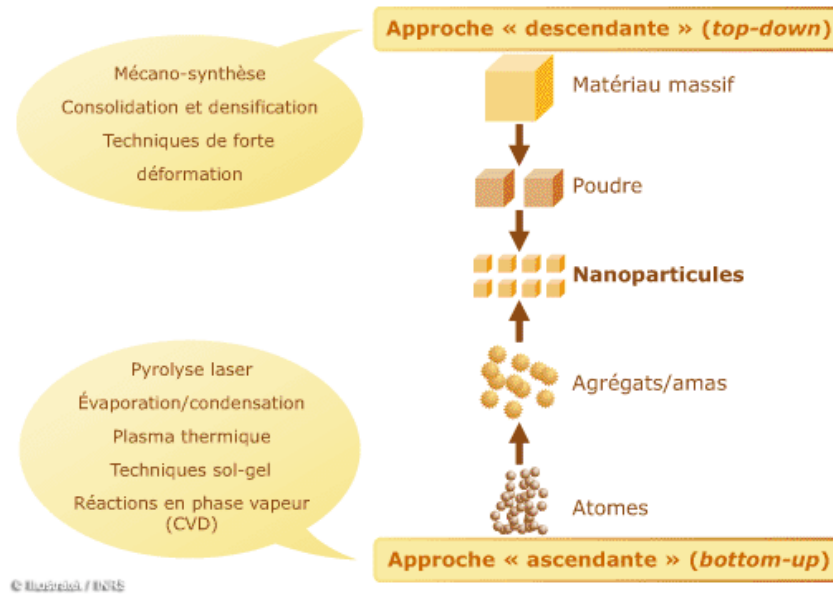 Approche « descendante » (top-down)
Mécano-synthèse
Consolidation et densification
Techniques de forte
déformation
Matériau massif
Poudre
Nanoparticules
Agrégats/amas
Atomes
Pyrolyse laser
Évaporation/condensation
Plasma thermique
Techniques sol-gel
Réactions en phase vapeur
(CVD)
Approche « ascendante » (bottom-up)
© Illustratek / INRS